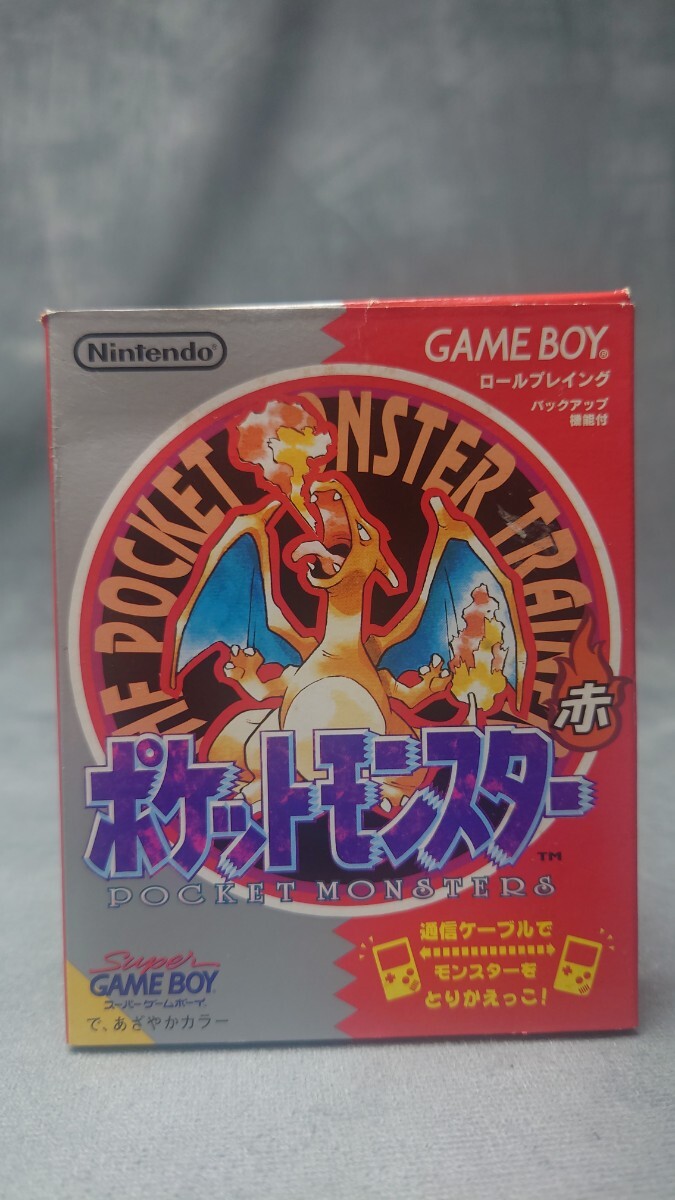 Nintendo
GAME BOY®
ロールプレイング
バックアップ
機能付
THE POCKET MONSTER TRAINER
赤
ポケットモンスター
TM
POCKET MONSTERS
通信ケーブルで
モンスターを
とりかえっこ!
Super
GAME BOY
スーパーゲームボーイ
で、あざやかカラー